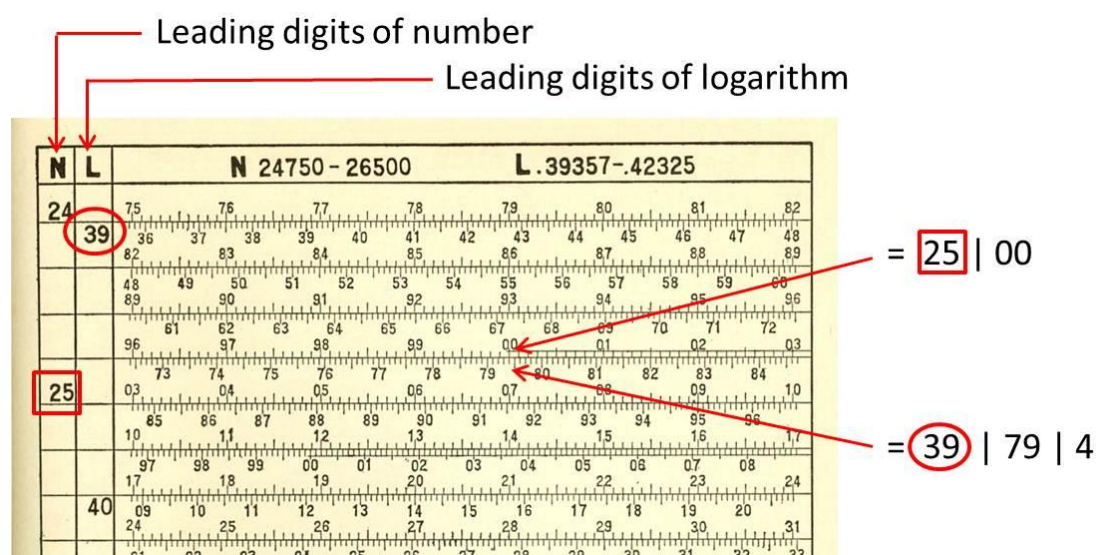 Leading digits of number
Leading digits of logarithm
N L N 24750 - 26500 L.39357-.42325
24 75 76 77 78 79 80 81 82
39 36 37 38 39 40 41 42 43 44 45 46 47 48
82 83 84 85 86 87 88 89
48 49 50 51 52 53 54 55 56 57 58 59 60
89 90 91 92 93 94 95 96
61 62 63 64 65 66 67 68 69 70 71 72
96 97 98 99 00 01 02 03
73 74 75 76 77 78 79 80 81 82 83 84
25 03 04 05 06 07 08 09 10
85 86 87 88 89 90 91 92 93 94 95 96
10 11 12 13 14 15 16 17
97 98 99 00 01 02 03 04 05 06 07 08
17 18 19 20 21 22 23 24
40 09 10 11 12 13 14 15 16 17 18 19 20
24 25 26 27 28 29 30 31
= 25 | 00
= 39 | 79 | 4